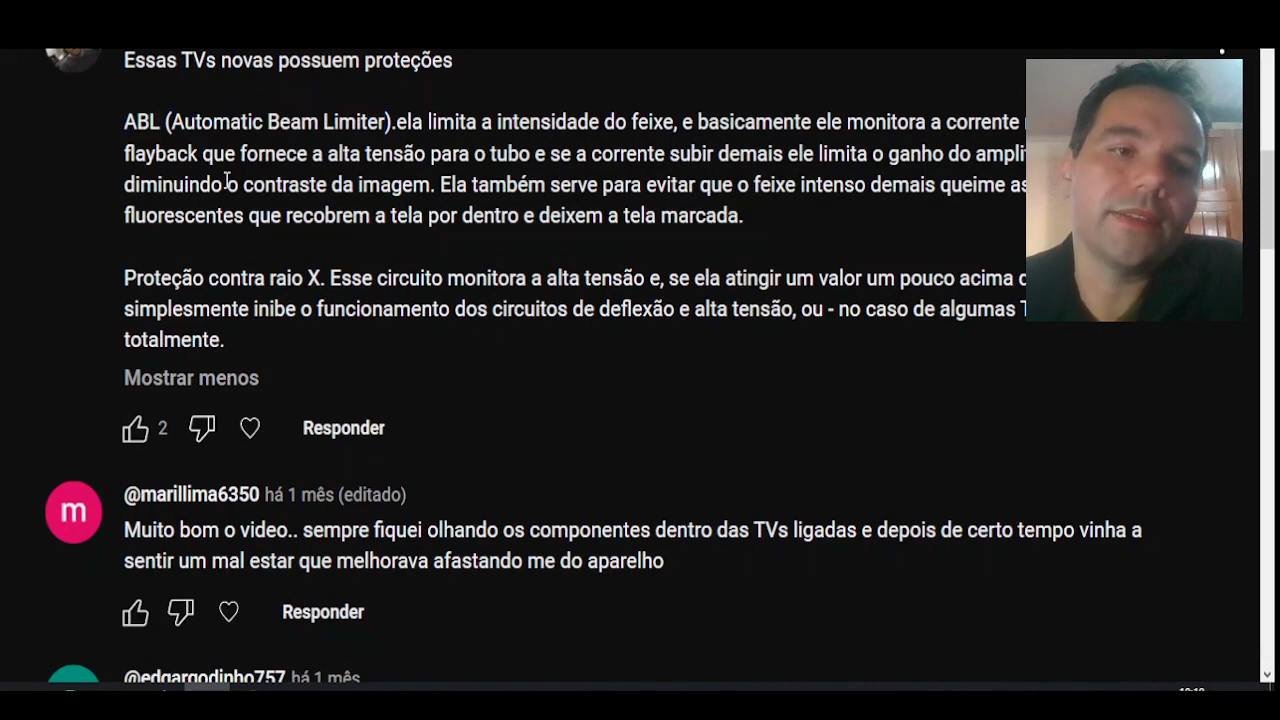 Essas TVs novas possuem proteções
ABL (Automatic Beam Limiter).ela limita a intensidade do feixe, e basicamente ele monitora a corrente
flayback que fornece a alta tensão para o tubo e se a corrente subir demais ele limita o ganho do
diminuindo o contraste da imagem. Ela também serve para evitar que o feixe intenso demais queime as
fluorescentes que recobrem a tela por dentro e deixem a tela marcada.
Proteção contra raio X. Esse circuito monitora a alta tensão e, se ela atingir um valor um pouco acima
simplesmente inibe o funcionamento dos circuitos de deflexão e alta tensão, ou - no caso de algumas
totalmente.
Mostrar menos
2 Responder
m
@marillima6350 há 1 mês (editado)
Muito bom o video.. sempre fiquei olhando os componentes dentro das TVs ligadas e depois de certo tempo vinha a
sentir um mal estar que melhorava afastando me do aparelho
Responder
@edgargodinho757 há 1 mês